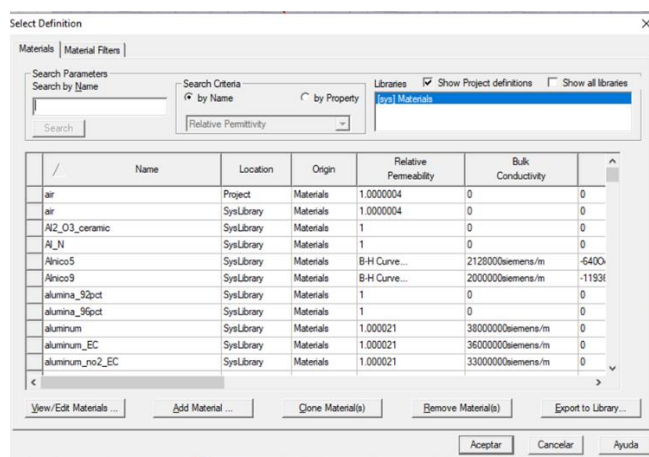 Select Definition
Materials Material Filters
Search Parameters
Search by Name
Search
Search Criteria
by Name by Property
Relative Permittivity
Libraries Show Project definitions Show all libraries
[sys] Materials
Name Location Origin Relative Permeability Bulk Conductivity
air Project Materials 1.0000004 0 0
air SysLibrary Materials 1.0000004 0 0
Al2_O3_ceramic SysLibrary Materials 1 0 0
Al_N SysLibrary Materials 1 0 0
Alnico5 SysLibrary Materials B-H Curve... 2128000siemens/m
Alnico9 SysLibrary Materials B-H Curve... 2000000siemens/m
alumina_92pct SysLibrary Materials 1 0 0
alumina_96pct SysLibrary Materials 1 0 0
aluminum SysLibrary Materials 1.000021 38000000siemens/m 0
aluminum_EC SysLibrary Materials 1.000021 36000000siemens/m 0
aluminum_no2_EC SysLibrary Materials 1.000021 33000000siemens/m 0
View/Edit Materials ... Add Material ... Clone Material(s) Remove Material(s) Export to Library...
Aceptar Cancelar Ayuda